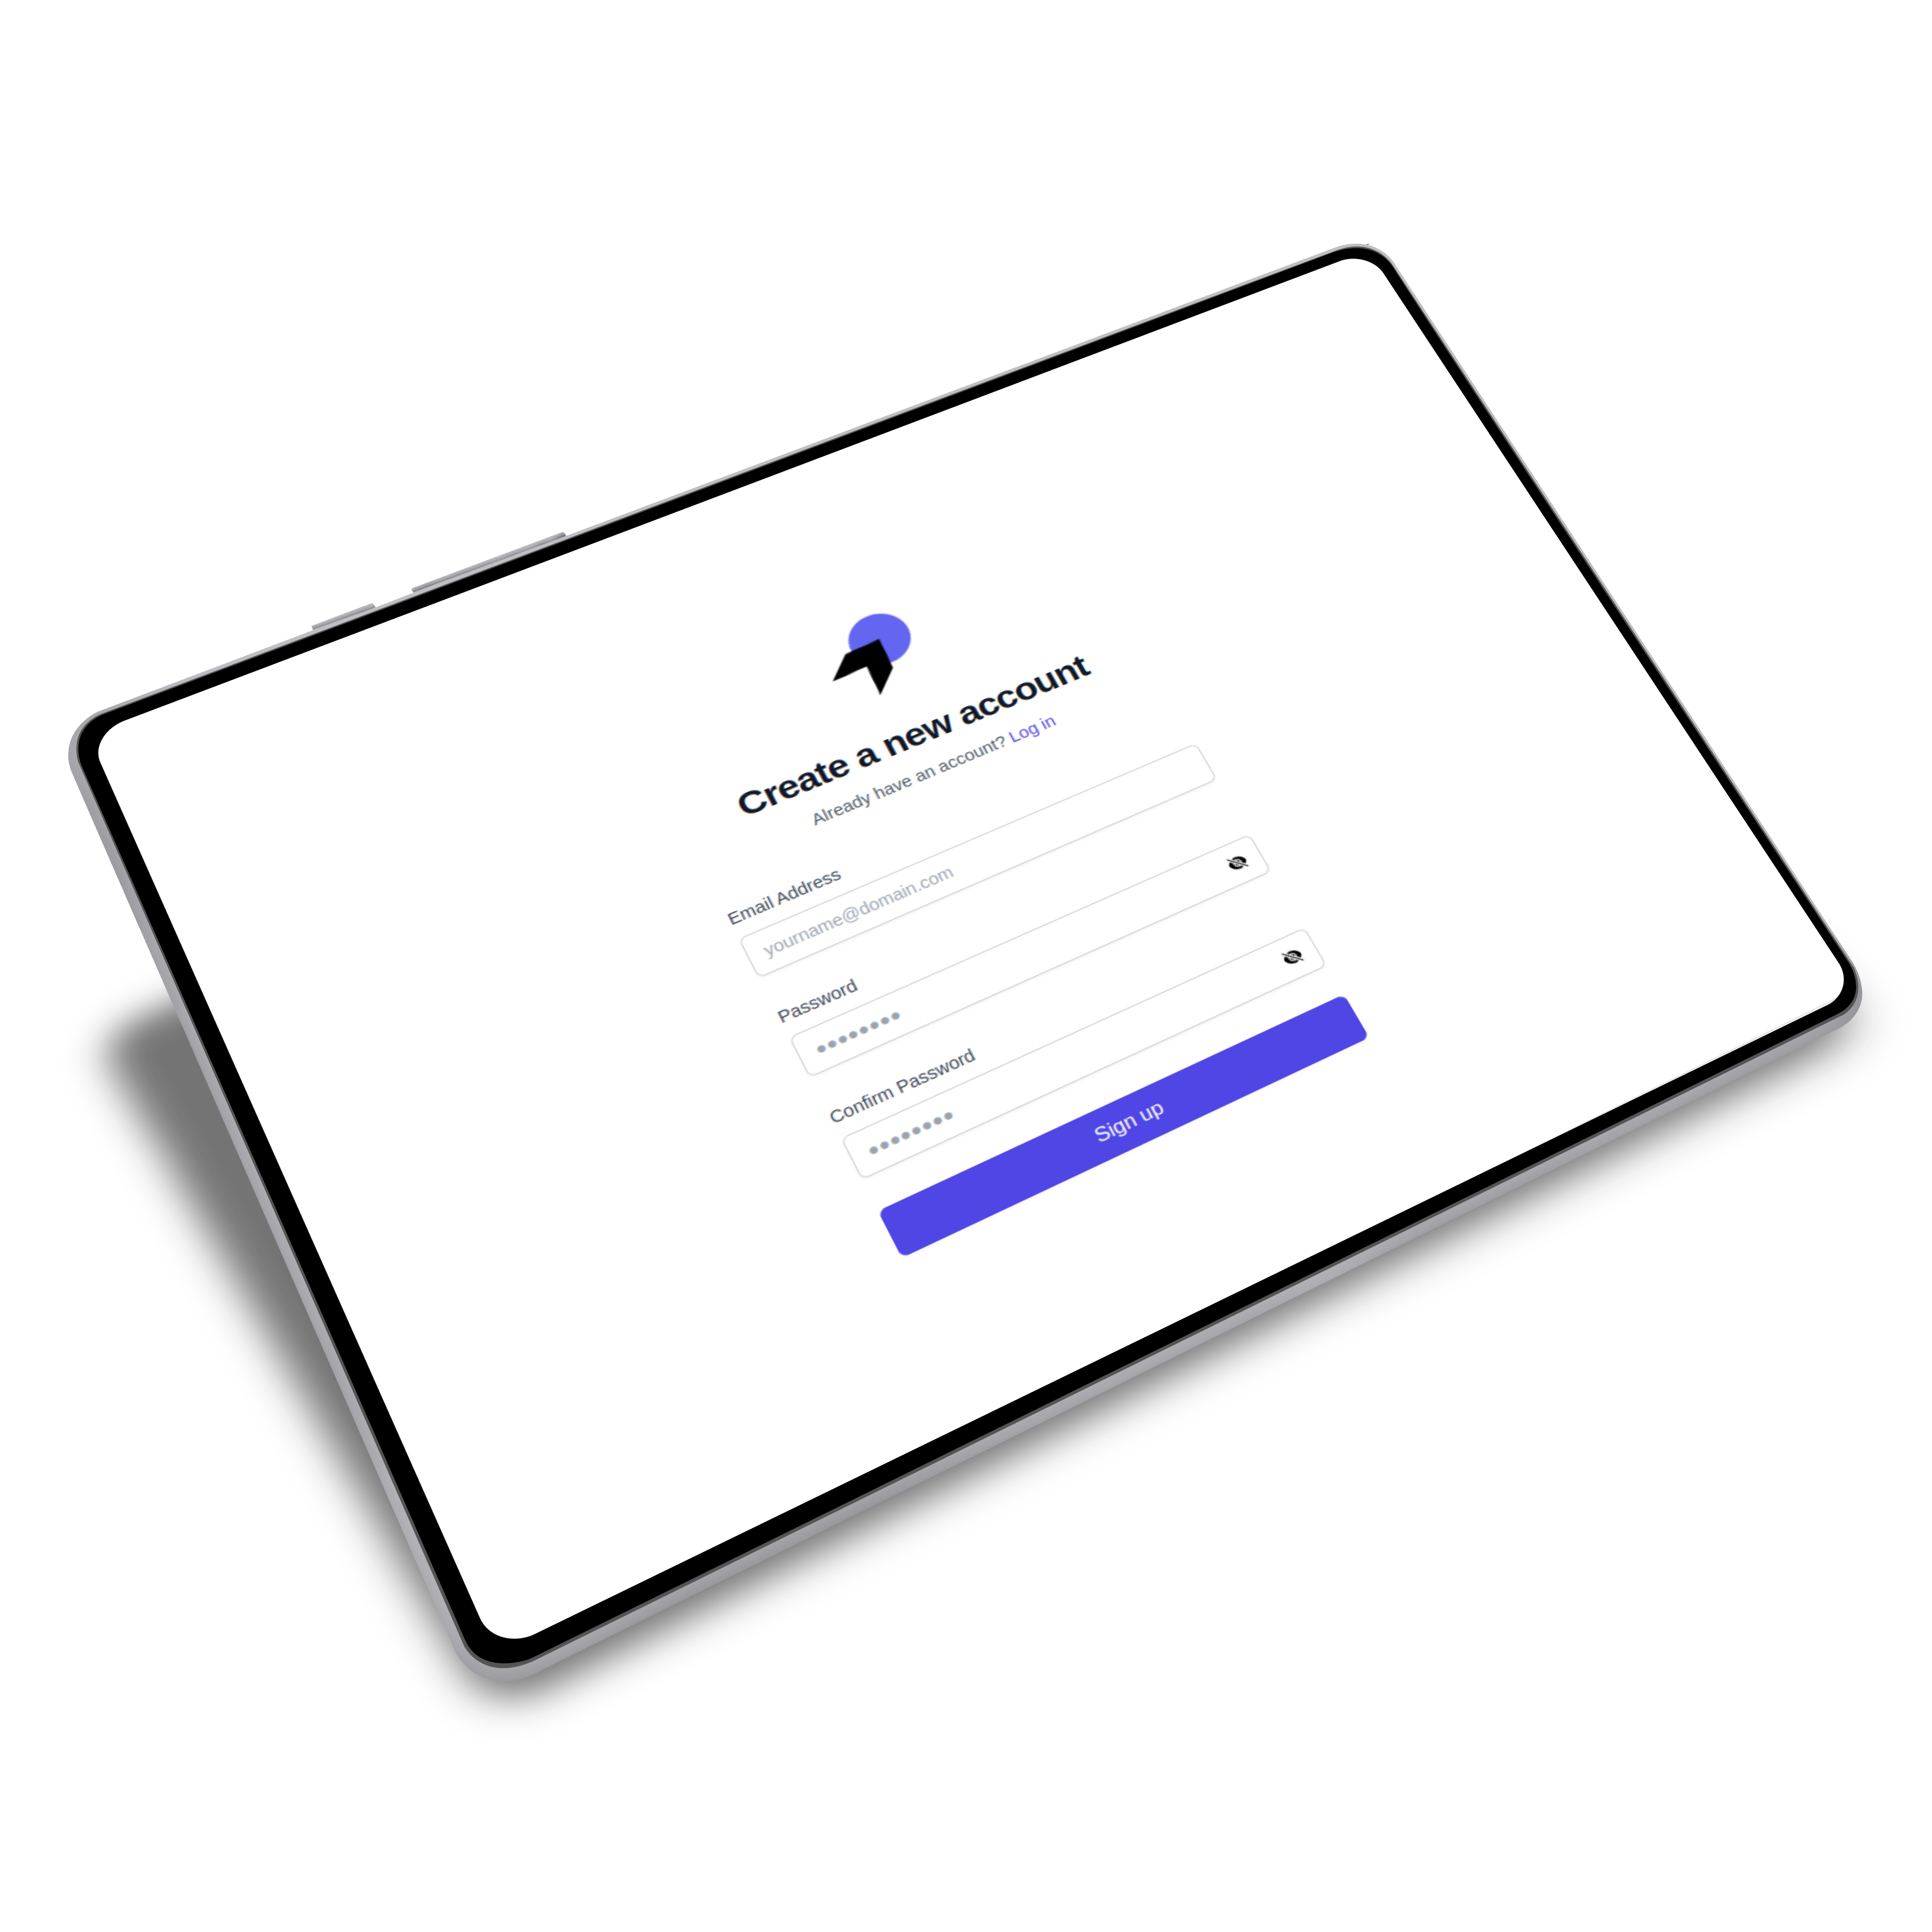 Create a new account
Already have an account? Log in
Email Address
yourname@domain.com
Password
••••••••
Confirm Password
••••••••
Sign up